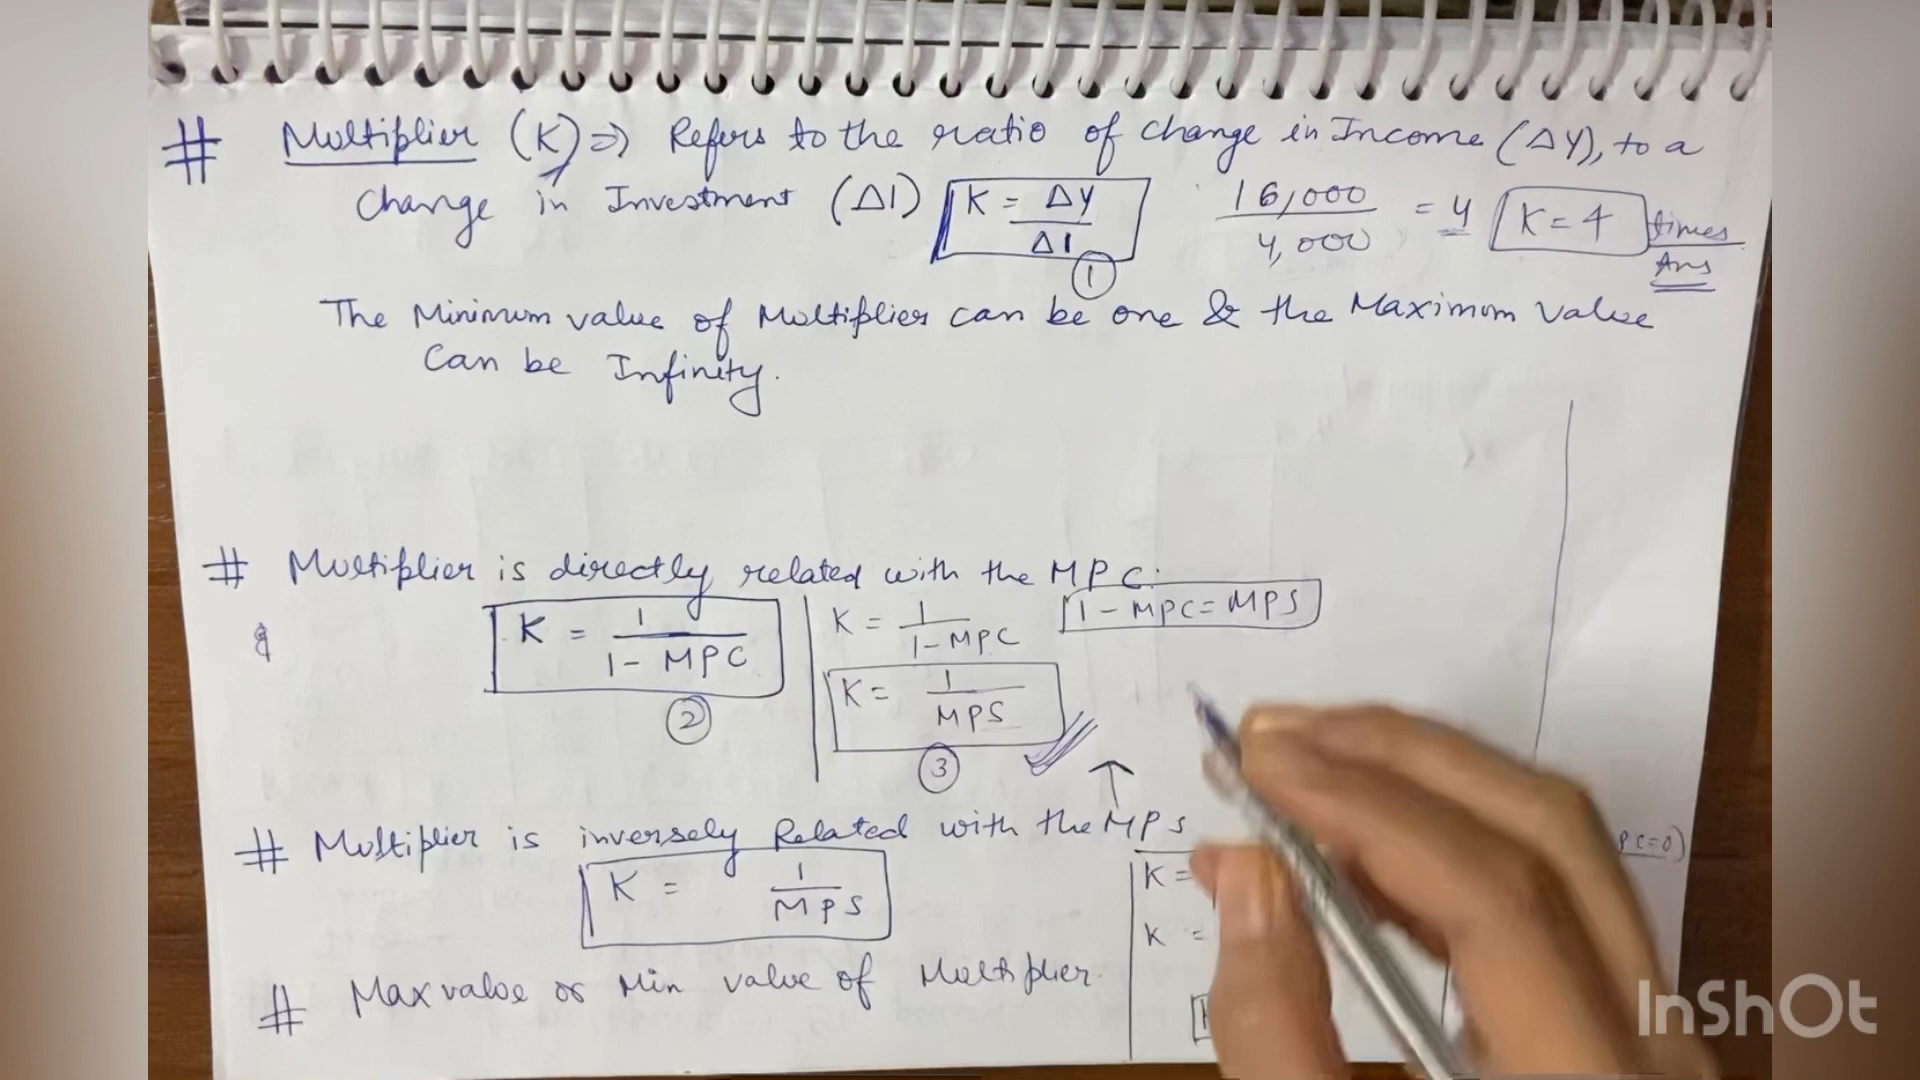 # Multiplier (K) => Refers to the ratio of change in Income (ΔY), to a
change in Investment (ΔI) K = ΔY / ΔI 16,000 / 4,000 = 4 K = 4 times
① Ans
The Minimum value of Multiplier can be one & the Maximum value
can be Infinity.
# Multiplier is directly related with the MPC.
K = 1 / 1 - MPC K = 1 / 1 - MPC 1 - MPC = MPS
② K = 1 / MPS
③
# Multiplier is inversely Related with the MPS
K = 1 / MPS K =
K =
PC=0)
# Max value or Min value of Multiplier.
InShOt